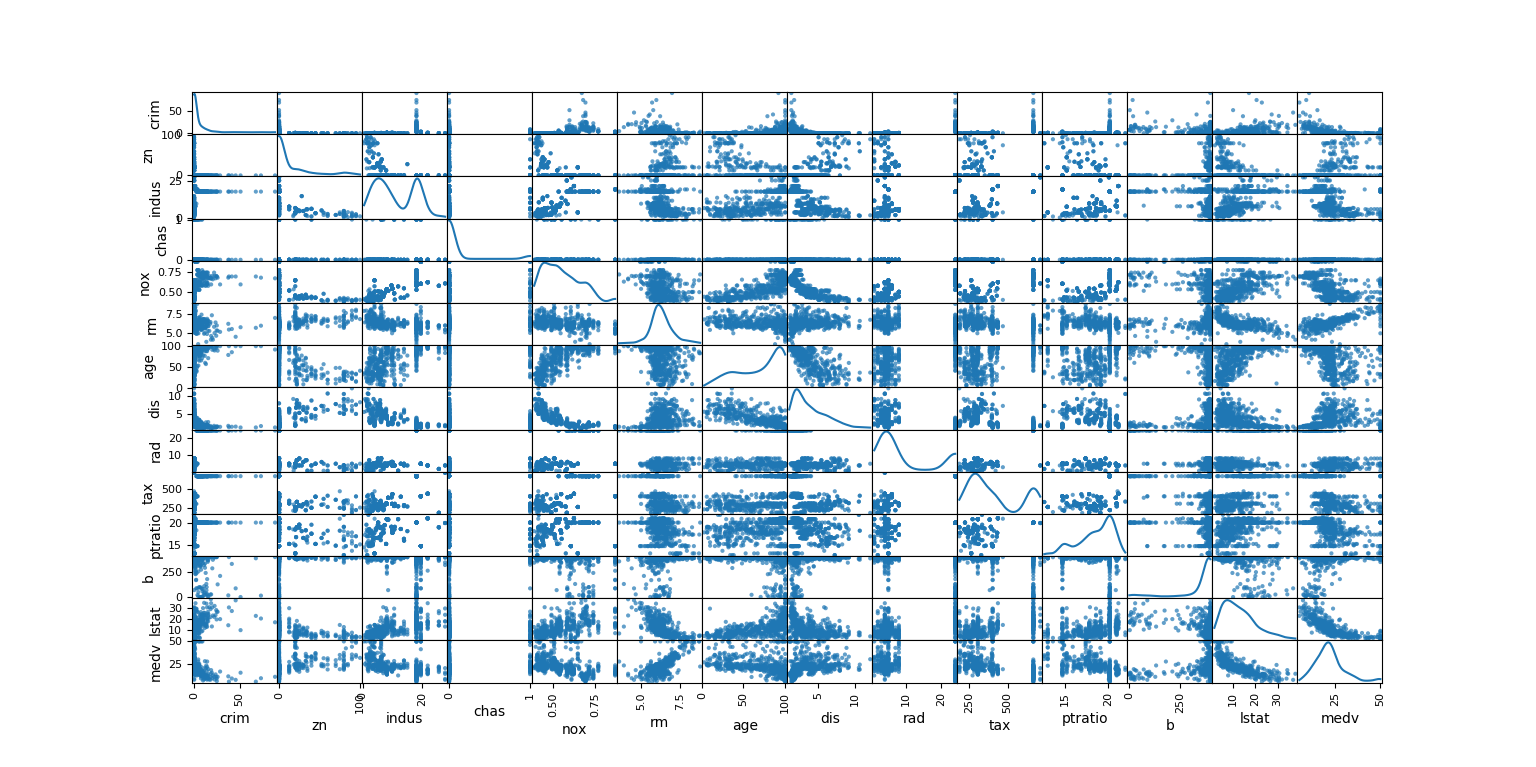 crim 50 0
zn 100 0
indus 25 0
chas 1 0
nox 0.75 0.50
rm 7.5 5.0
age 100 50 0
dis 10 5
rad 20 10
tax 500 250
ptratio 20 15
b 250 0
lstat 30 20 10
medv 50 25
0 50 0 100 0 20 0 1 0.50 0.75 5.0 7.5 0 50 100 5 10 10 20 250 500 15 20 0 250 10 20 30 25 50
crim zn indus chas nox rm age dis rad tax ptratio b lstat medv